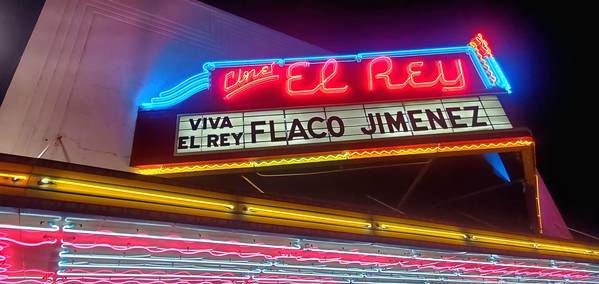 Cine El Rey
VIVA
EL REY
FLACO JIMENEZ